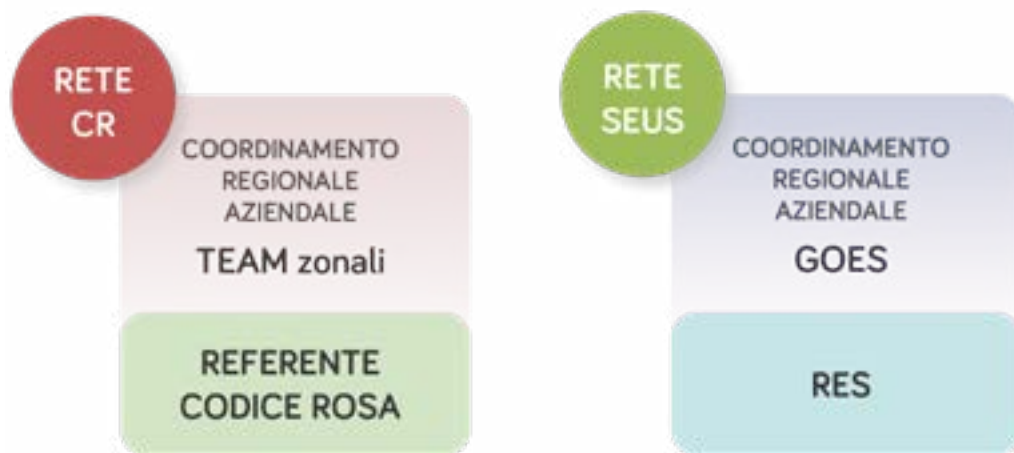 RETE
CR
COORDINAMENTO
REGIONALE
AZIENDALE
TEAM zonali
REFERENTE
CODICE ROSA
RETE
SEUS
COORDINAMENTO
REGIONALE
AZIENDALE
GOES
RES